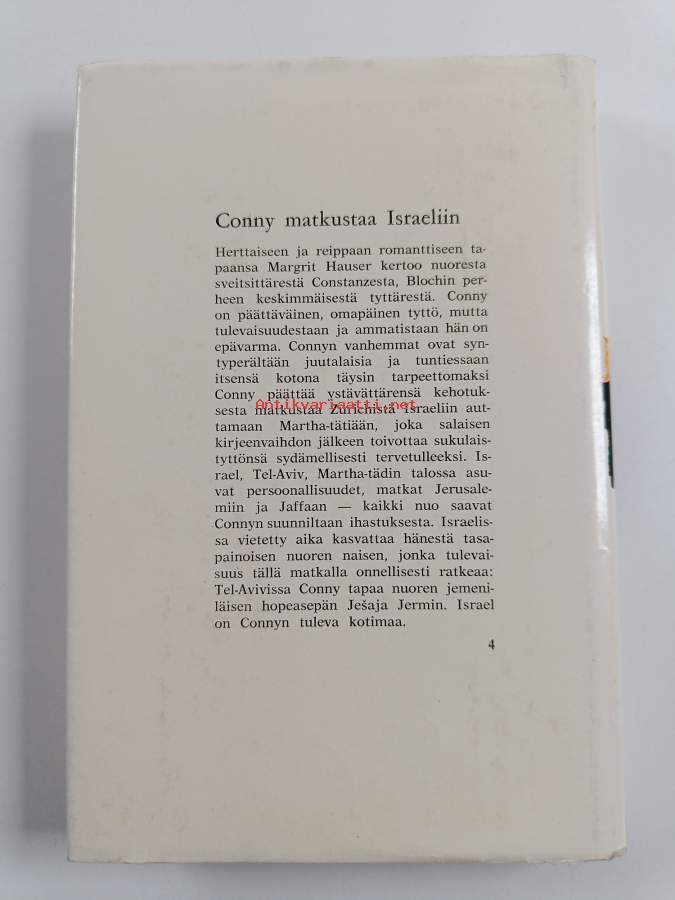 Conny matkustaa Israeliin
Herttaiseen ja reippaan romanttiseen ta-
paansa Margrit Hauser kertoo nuoresta
sveitsittärestä Constanzesta, Blochin per-
heen keskimmäisestä tyttärestä. Conny
on päättäväinen, omapäinen tyttö, mutta
tulevaisuudestaan ja ammatistaan hän on
epävarma. Connyn vanhemmat ovat syn-
typerältään juutalaisia ja tuntiessaan
itsensä kotona täysin tarpeettomaksi
Conny päättää ystävättärensä kehotuk-
Antikvariaatti.net
sesta matkustaa Zürichistä Israeliin aut-
tamaan Martha-tätiään, joka salaisen
kirjeenvaihdon jälkeen toivottaa sukulais-
tyttönsä sydämellisesti tervetulleeksi. Is-
rael, Tel-Aviv, Martha-tädin talossa asu-
vat persoonallisuudet, matkat Jerusale-
miin ja Jaffaan — kaikki nuo saavat
Connyn suunniltaan ihastuksesta. Israelis-
sa vietetty aika kasvattaa hänestä tasa-
painoisen nuoren naisen, jonka tulevai-
suus tällä matkalla onnellisesti ratkeaa:
Tel-Avivissa Conny tapaa nuoren jemeni-
läisen hopeasepän Ješaja Jermin. Israel
on Connyn tuleva kotimaa.
4